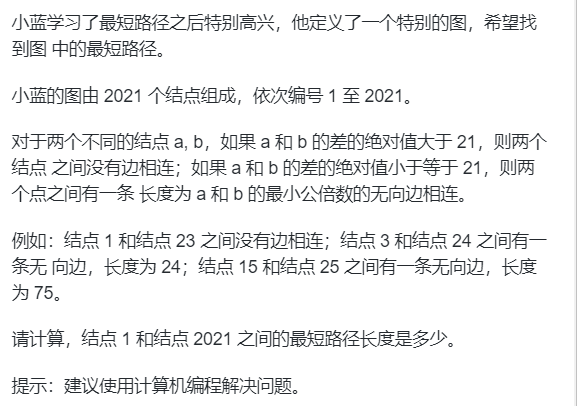 小蓝学习了最短路径之后特别高兴，他定义了一个特别的图，希望找
到图 中的最短路径。
小蓝的图由 2021 个结点组成，依次编号 1 至 2021。
对于两个不同的结点 a, b，如果 a 和 b 的差的绝对值大于 21，则两个
结点 之间没有边相连；如果 a 和 b 的差的绝对值小于等于 21，则两
个点之间有一条 长度为 a 和 b 的最小公倍数的无向边相连。
例如：结点 1 和结点 23 之间没有边相连；结点 3 和结点 24 之间有一
条无 向边，长度为 24；结点 15 和结点 25 之间有一条无向边，长度
为 75。
请计算，结点 1 和结点 2021 之间的最短路径长度是多少。
提示：建议使用计算机编程解决问题。